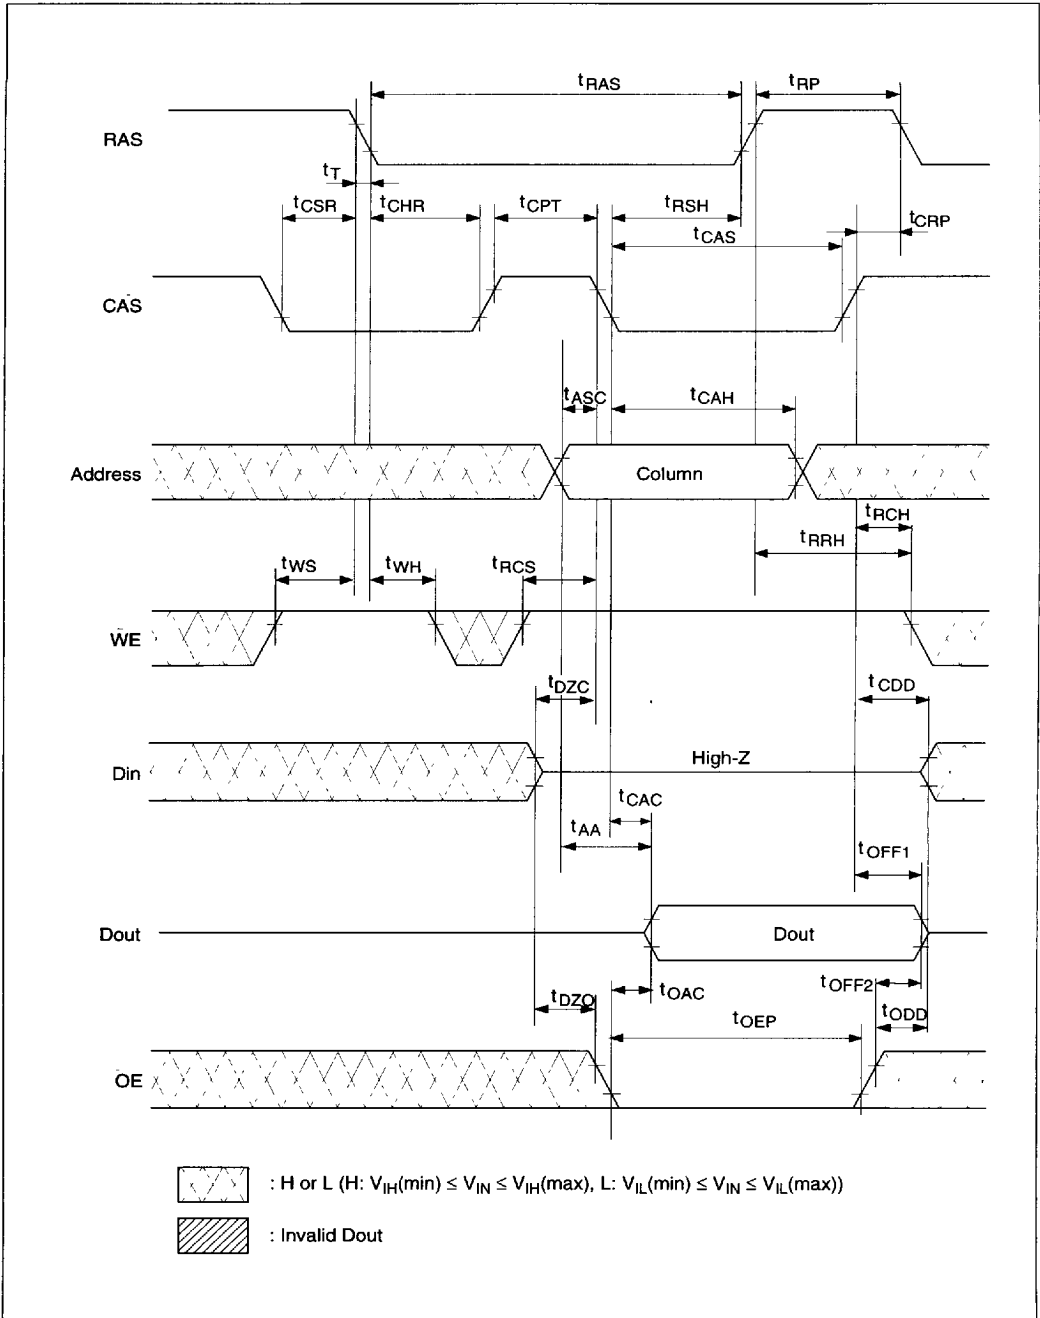 tRAS
tRP
RAS
tT
tCSR
tCHR
tCPT
tRSH
tCRP
tCAS
CAS
tASC
tCAH
Address
Column
tRCH
tRRH
tWS
tWH
tRCS
WE
tDZC
tCDD
High-Z
Din
tCAC
tAA
tOFF1
Dout
Dout
tOFF2
tDZO
tOAC
tODD
tOEP
OE
: H or L (H: VIH(min) ≤ VIN ≤ VIH(max), L: VIL(min) ≤ VIN ≤ VIL(max))
: Invalid Dout